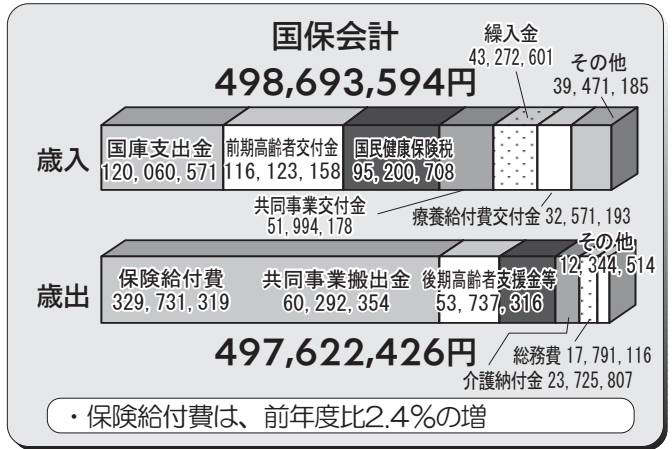 国保会計
498,693,594円
繰入金
43,272,601
その他
39,471,185
歳入
国庫支出金
120,060,571
前期高齢者交付金
116,123,158
国民健康保険税
95,200,708
共同事業交付金
51,994,178
療養給付費交付金 32,571,193
その他
12,344,514
歳出
保険給付費
329,731,319
共同事業搬出金
60,292,354
後期高齢者支援金等
53,737,316
497,622,426円
総務費 17,791,116
介護納付金 23,725,807
・保険給付費は、前年度比2.4%の増